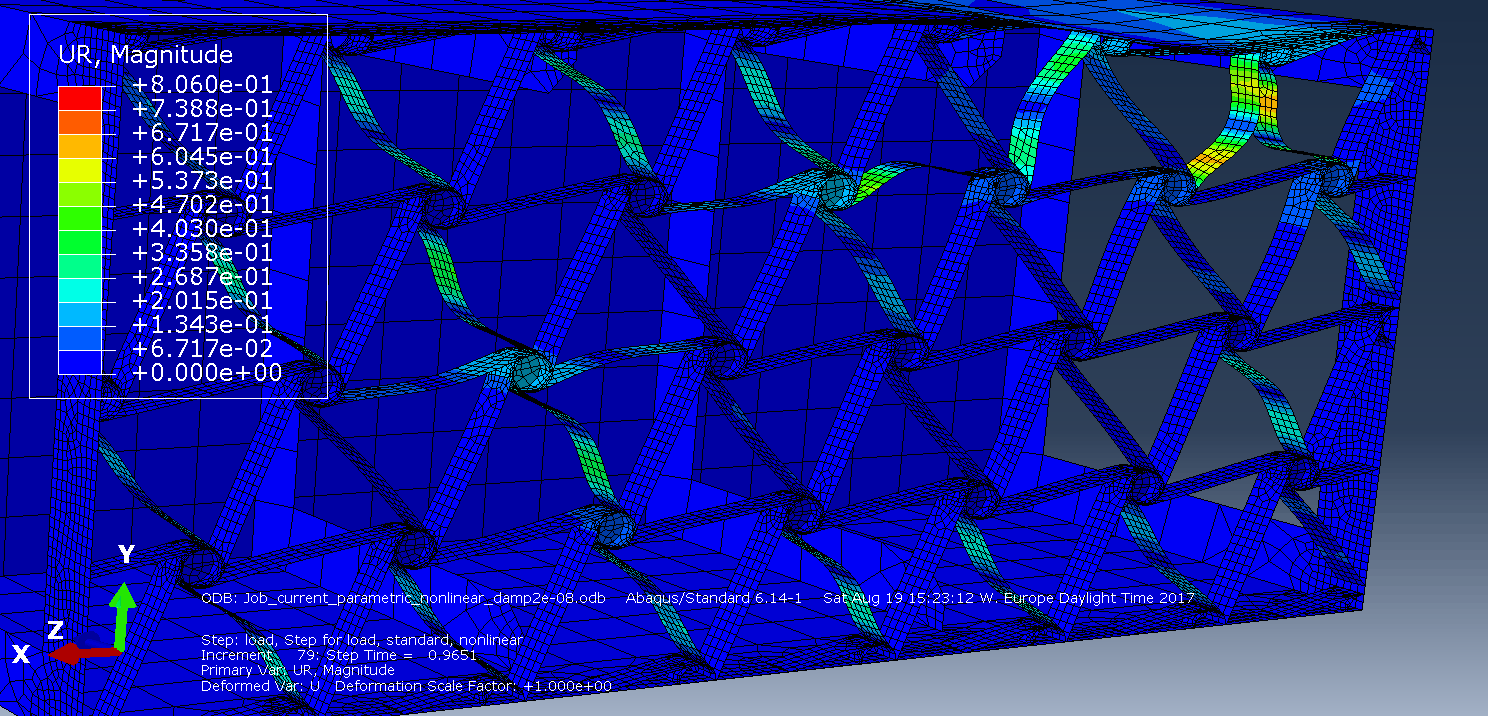 UR, Magnitude
+8.060e-01
+7.388e-01
+6.717e-01
+6.045e-01
+5.373e-01
+4.702e-01
+4.030e-01
+3.358e-01
+2.687e-01
+2.015e-01
+1.343e-01
+6.717e-02
+0.000e+00
Y
Z
X
ODB: Job_current_parametric_nonlinear_damp2e-08.odb Abaqus/Standard 6.14-1 Sat Aug 19 15:23:12 W. Europe Daylight Time 2017
Step: load, Step for load, standard, nonlinear
Increment 79: Step Time = 0.9651
Primary Var: UR, Magnitude
Deformed Var: U Deformation Scale Factor: +1.000e+00